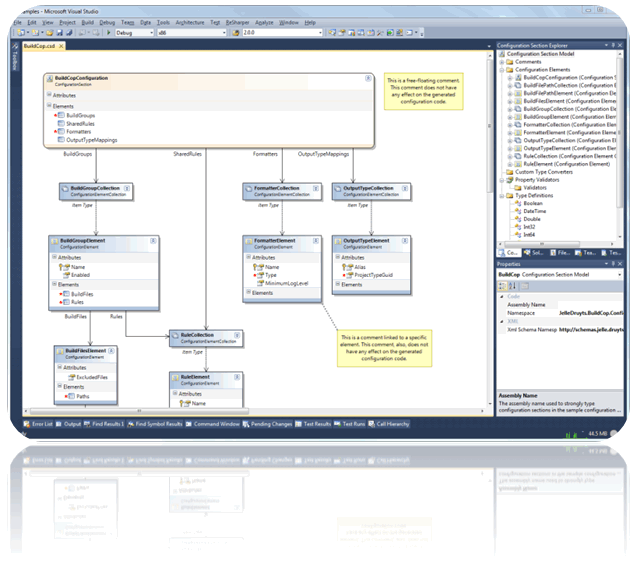 amples - Microsoft Visual Studio
File Edit View Project Build Debug Team Data Tools Architecture Test ReSharper Analyze Window Help
Debug x86 2.0.0
Toolbox
BuildCop.csd
BuildCopConfiguration
ConfigurationSection
Attributes
Elements
BuildGroups
SharedRules
Formatters
OutputTypeMappings
This is a free-floating comment.
This comment does not have
any effect on the generated
configuration code.
BuildGroups SharedRules Formatters OutputTypeMappings
BuildGroupCollection
ConfigurationElementCollection
Item Type
FormatterCollection
ConfigurationElementCollection
Item Type
OutputTypeCollection
ConfigurationElementCollection
Item Type
BuildGroupElement
ConfigurationElement
Attributes
Name
Enabled
Elements
BuildFiles
Rules
FormatterElement
ConfigurationElement
Attributes
Name
Type
MinimumLogLevel
Elements
OutputTypeElement
ConfigurationElement
Attributes
Alias
ProjectTypeGuid
Elements
BuildFiles Rules
RuleCollection
ConfigurationElementCollection
Item Type
This is a comment linked to a specific
element. This comment, also, does not
have any effect on the generated
configuration code.
BuildFilesElement
ConfigurationElement
Attributes
ExcludedFiles
Elements
Paths
RuleElement
ConfigurationElement
Attributes
Name
Configuration Section Explorer
Configuration Section Model
Comments
Configuration Elements
BuildCopConfiguration (Configuration S
BuildFilePathCollection (Configuration
BuildFilePathElement (Configuration El
BuildFilesElement (Configuration Elem
BuildGroupCollection (Configuration
BuildGroupElement (Configuration
FormatterCollection (Configuration
FormatterElement (Configuration Elem
OutputTypeCollection (Configuration
OutputTypeElement (Configuration
RuleCollection (Configuration Element
RuleElement (Configuration Element)
Custom Type Converters
Property Validators
Validators
Type Definitions
Boolean
DateTime
Double
Int32
Int64
Co... Sol... File... Tea... Tes...
Properties
BuildCop Configuration Section Model
Code
Assembly Name
Namespace JelleDruyts.BuildCop.Confi
XML
Xml Schema Namesp http://schemas.jelle.druyts
Assembly Name
The assembly name used to strongly type
configuration sections in the sample configuration ...
Error List Output Find Results 1 Find Symbol Results Command Window Pending Changes Test Results Test Runs Call Hierarchy
44.5 MB